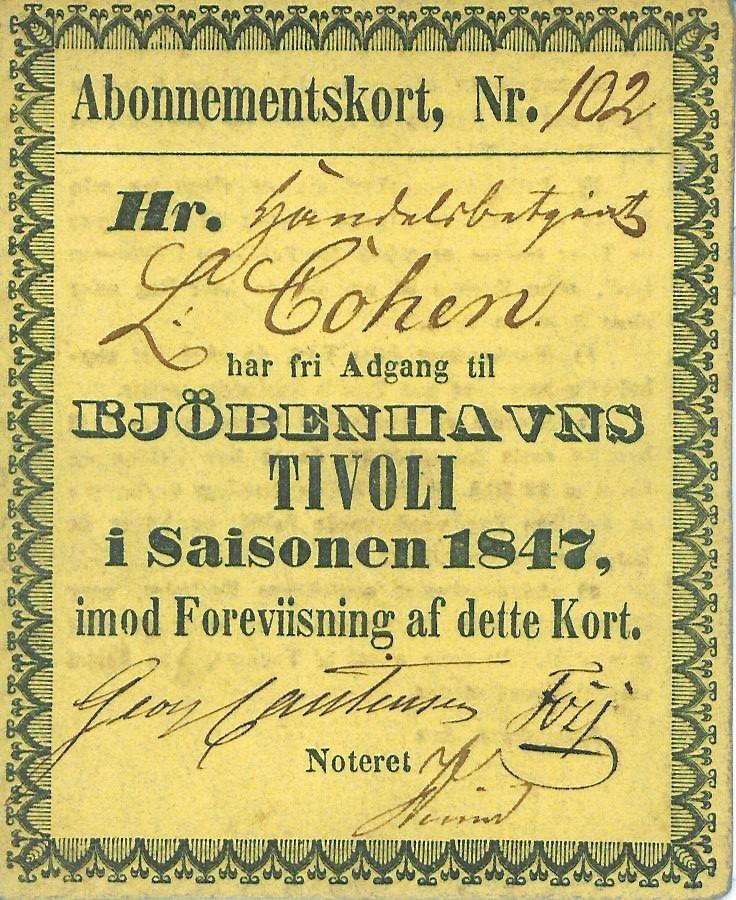 Abonnementskort, Nr. 102
Hr. Handelsbetjent
L. Cohen.
har fri Adgang til
KJÖBENHAVNS
TIVOLI
i Saisonen 1847,
imod Foreviisning af dette Kort.
Georg Carstensen
Noteret